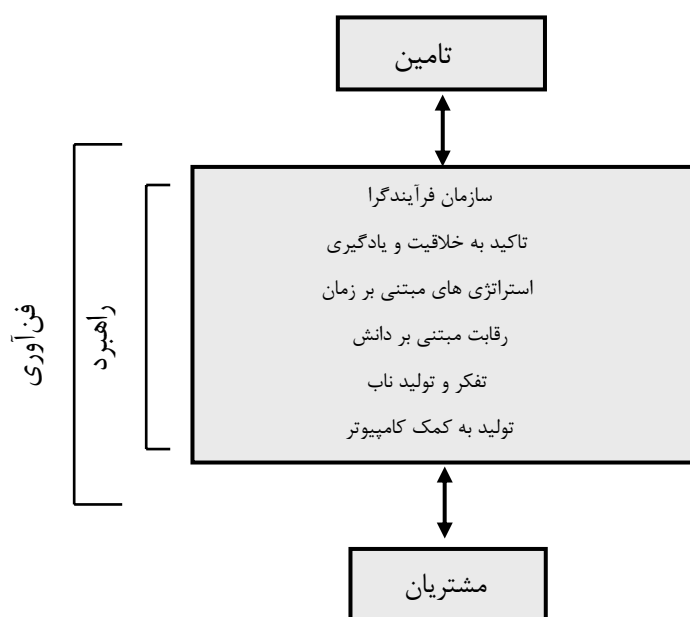 تامین
سازمان فرآیندگرا
تاکید به خلاقیت و یادگیری
استراتژی های مبتنی بر زمان
رقابت مبتنی بر دانش
تفکر و تولید ناب
تولید به کمک کامپیوتر
راهبرد
فن‌آوری
مشتریان